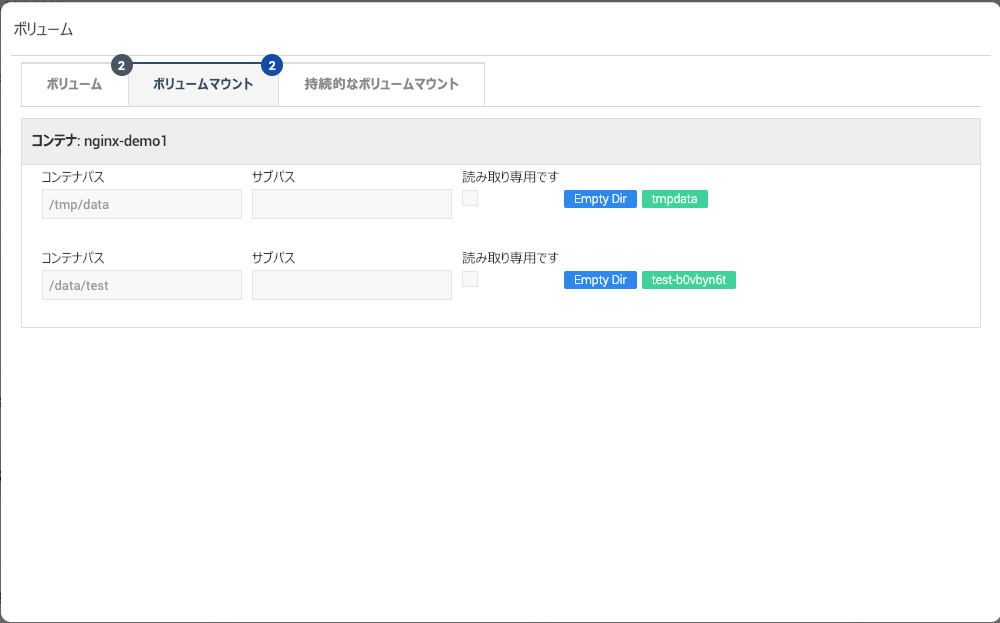 ボリューム
ボリューム 2
ボリュームマウント 2
持続的なボリュームマウント
コンテナ: nginx-demo1
コンテナパス サブパス 読み取り専用です
/tmp/data Empty Dir tmpdata
コンテナパス サブパス 読み取り専用です
/data/test Empty Dir test-b0vbyn6t